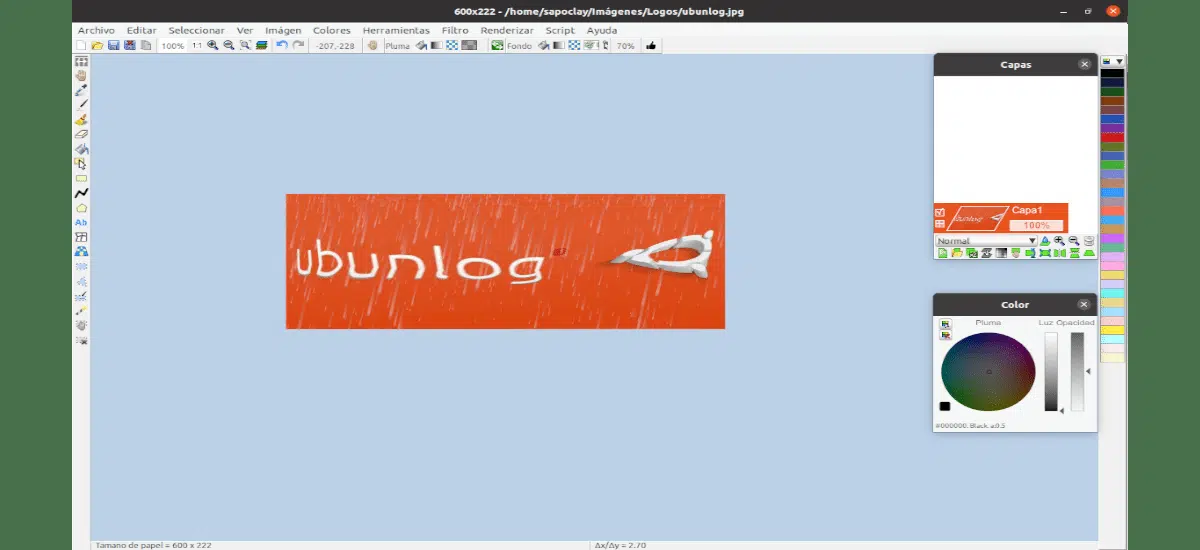 600x222 - /home/sapoclay/Imágenes/Logos/ubunlog.jpg
Archivo Editar Seleccionar Ver Imágen Colores Herramientas Filtro Renderizar Script Ayuda
100% 1:1 -207,-228 Pluma Fondo 70%
Capas
Ab
ubunlog
ubunlog Capa1
100%
Normal
Color
Pluma Luz Opacidad
#000000, Black, a:0.5
Tamano de papel = 600 x 222 Δx/Δy = 2.70